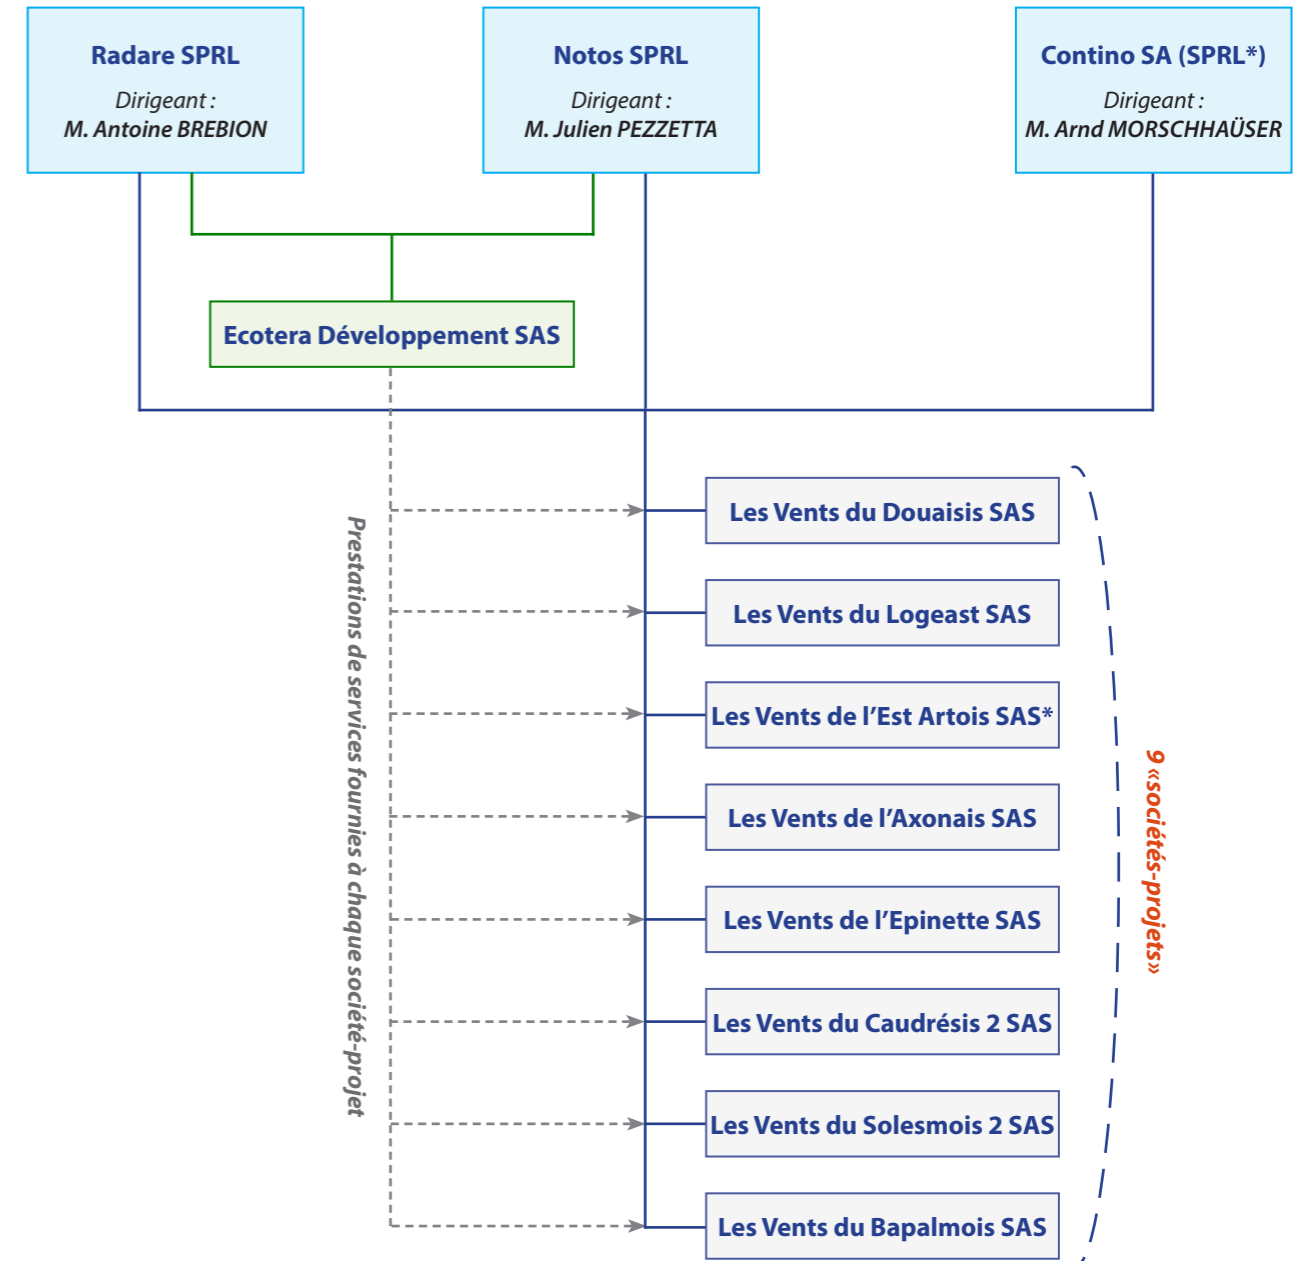 Radare SPRL
Dirigeant :
M. Antoine BREBION
Notos SPRL
Dirigeant :
M. Julien PEZZETTA
Contino SA (SPRL*)
Dirigeant :
M. Arnd MORSCHHAÜSER
Ecotera Développement SAS
Prestations de services fournies à chaque société-projet
Les Vents du Douaisis SAS
Les Vents du Logeast SAS
Les Vents de l’Est Artois SAS*
Les Vents de l’Axonais SAS
Les Vents de l’Epinette SAS
Les Vents du Caudrésis 2 SAS
Les Vents du Solesmois 2 SAS
Les Vents du Bapalmois SAS
9 «sociétés-projets»